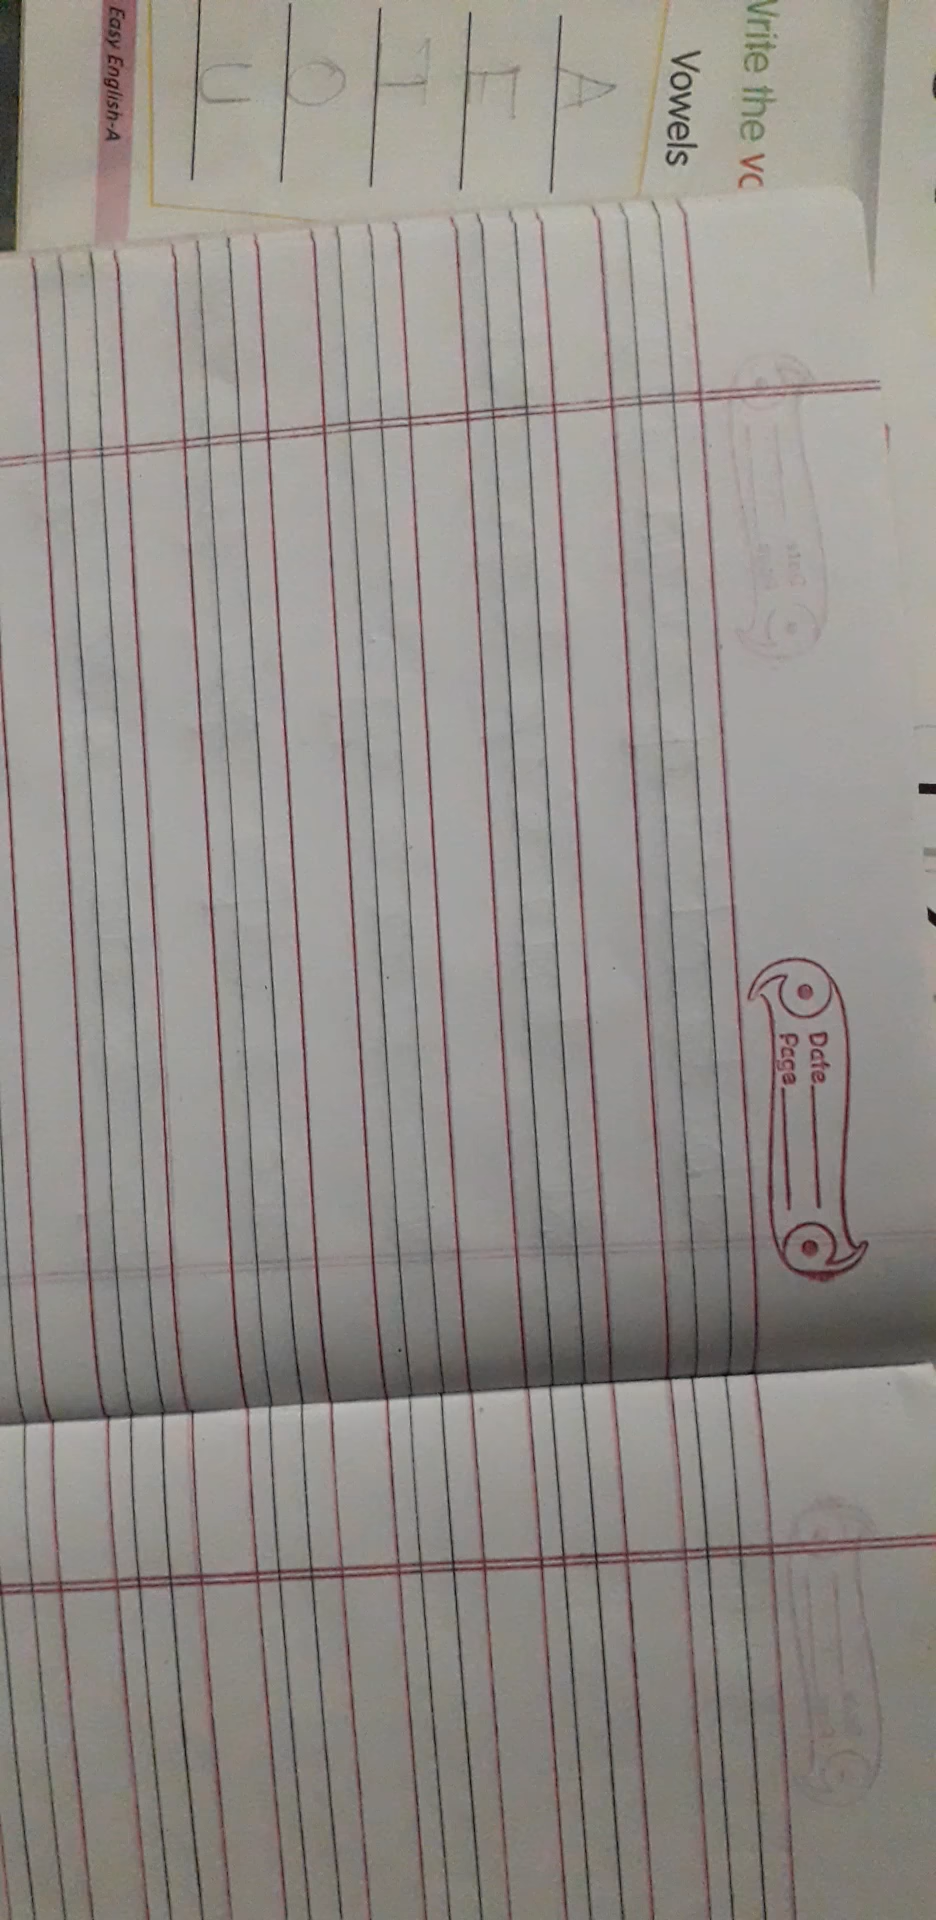 Write the vo
Vowels
A
E
I
O
U
Easy English-A
Date
Page